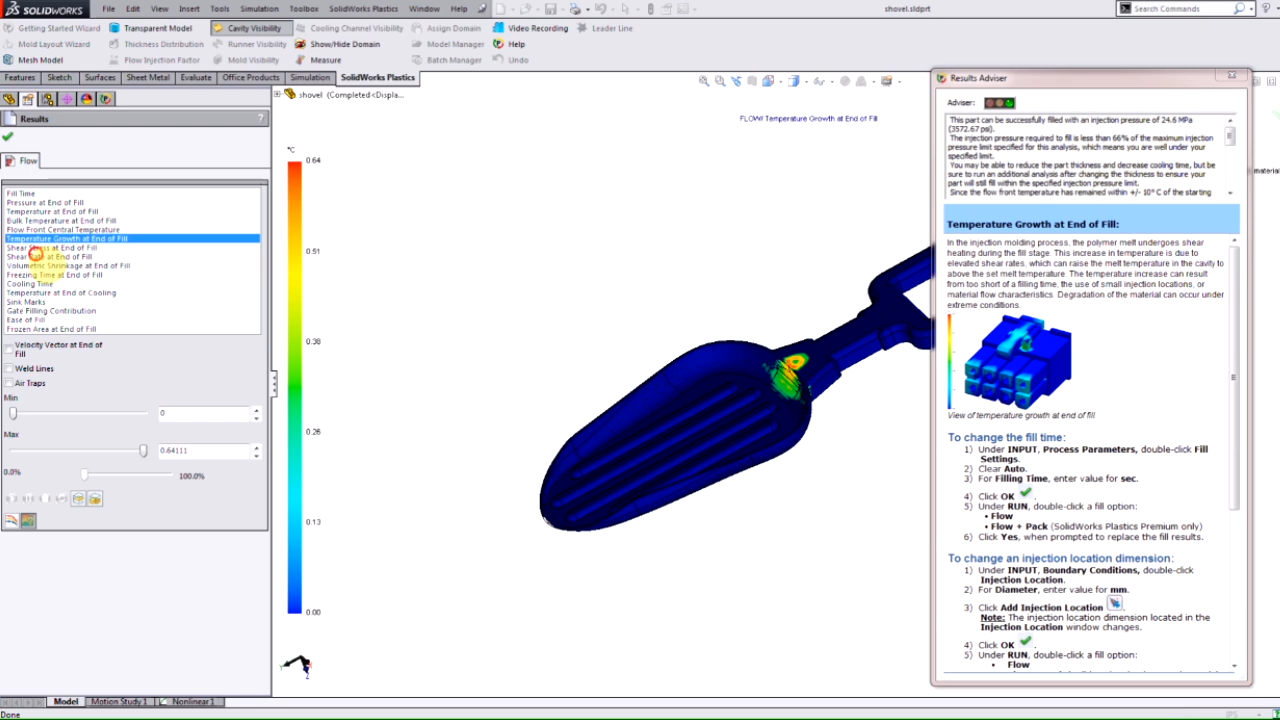 SOLIDWORKS File Edit View Insert Tools Simulation Toolbox SolidWorks Plastics Window Help shovel.sldprt Search Commands
Getting Started Wizard Transparent Model Cavity Visibility Cooling Channel Visibility Assign Domain Video Recording Leader Line
Mold Layout Wizard Thickness Distribution Runner Visibility Show/Hide Domain Model Manager Help
Mesh Model Flow Injection Factor Mold Visibility Measure Batch Manager Undo
Features Sketch Surfaces Sheet Metal Evaluate Office Products Simulation SolidWorks Plastics
Results ?
Flow
Fill Time
Pressure at End of Fill
Temperature at End of Fill
Bulk Temperature at End of Fill
Flow Front Central Temperature
Temperature Growth at End of Fill
Shear Stress at End of Fill
Shear Rate at End of Fill
Volumetric Shrinkage at End of Fill
Freezing Time at End of Fill
Cooling Time
Temperature at End of Cooling
Sink Marks
Gate Filling Contribution
Ease of Fill
Frozen Area at End of Fill
Velocity Vector at End of
Fill
Weld Lines
Air Traps
Min
0
Max
0.64111
0.0% 100.0%
shovel (Completed<Displa...
FLOW/ Temperature Growth at End of Fill
°C
0.64
0.51
0.38
0.26
0.13
0.00
Results Adviser
Adviser:
This part can be successfully filled with an injection pressure of 24.6 MPa
(3572.67 psi).
The injection pressure required to fill is less than 66% of the maximum injection
pressure limit specified for this analysis, which means you are well under your
specified limit.
You may be able to reduce the part thickness and decrease cooling time, but be
sure to run an additional analysis after changing the thickness to ensure your
part will still fill within the specified injection pressure limit.
Since the flow front temperature has remained within +/- 10° C of the starting
material
Temperature Growth at End of Fill:
In the injection molding process, the polymer melt undergoes shear
heating during the fill stage. This increase in temperature is due to
elevated shear rates, which can raise the melt temperature in the cavity to
above the set melt temperature. The temperature increase can result
from too short of a filling time, the use of small injection locations, or
material flow characteristics. Degradation of the material can occur under
extreme conditions.
View of temperature growth at end of fill
To change the fill time:
1) Under INPUT, Process Parameters, double-click Fill
Settings.
2) Clear Auto.
3) For Filling Time, enter value for sec.
4) Click OK .
5) Under RUN, double-click a fill option:
• Flow
• Flow + Pack (SolidWorks Plastics Premium only)
6) Click Yes, when prompted to replace the fill results.
To change an injection location dimension:
1) Under INPUT, Boundary Conditions, double-click
Injection Location.
2) For Diameter, enter value for mm.
3) Click Add Injection Location .
Note: The injection location dimension located in the
Injection Location window changes.
4) Click OK .
5) Under RUN, double-click a fill option:
• Flow
Model Motion Study 1 Nonlinear1
Done